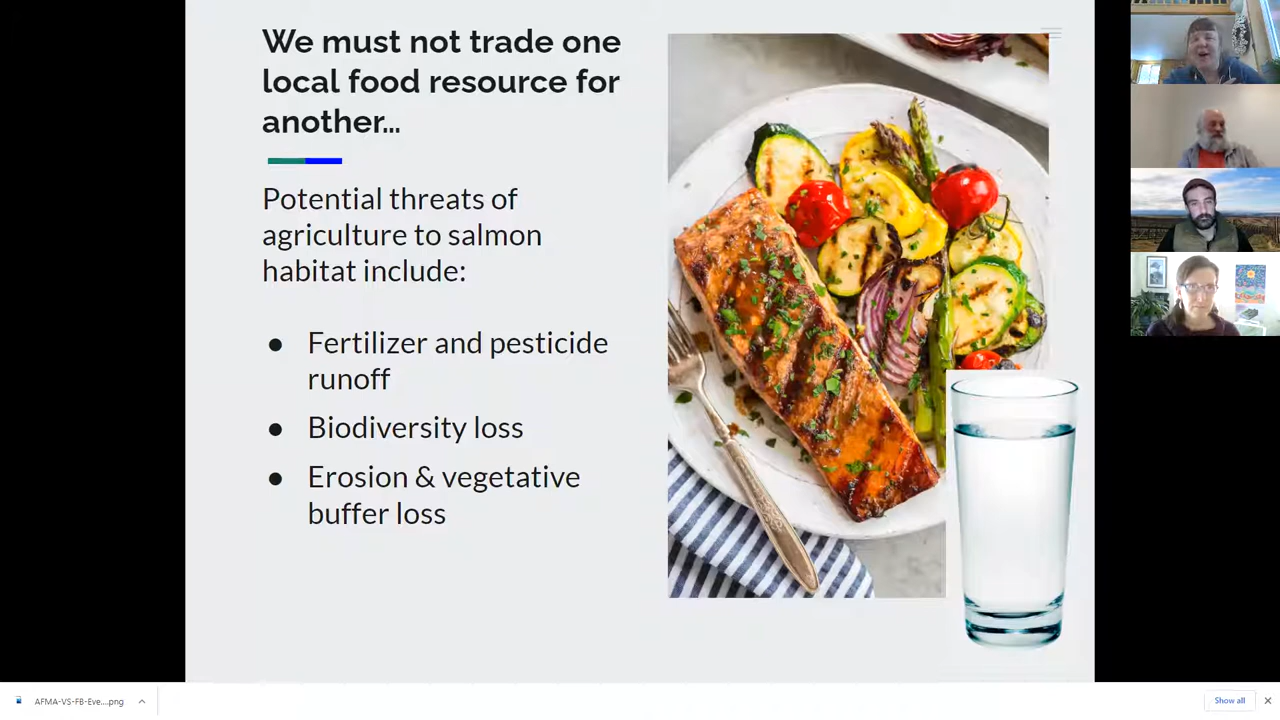 We must not trade one
local food resource for
another...
Potential threats of
agriculture to salmon
habitat include:
● Fertilizer and pesticide
runoff
● Biodiversity loss
● Erosion & vegetative
buffer loss
AFMA-VS-FB-Eve....png
Show all